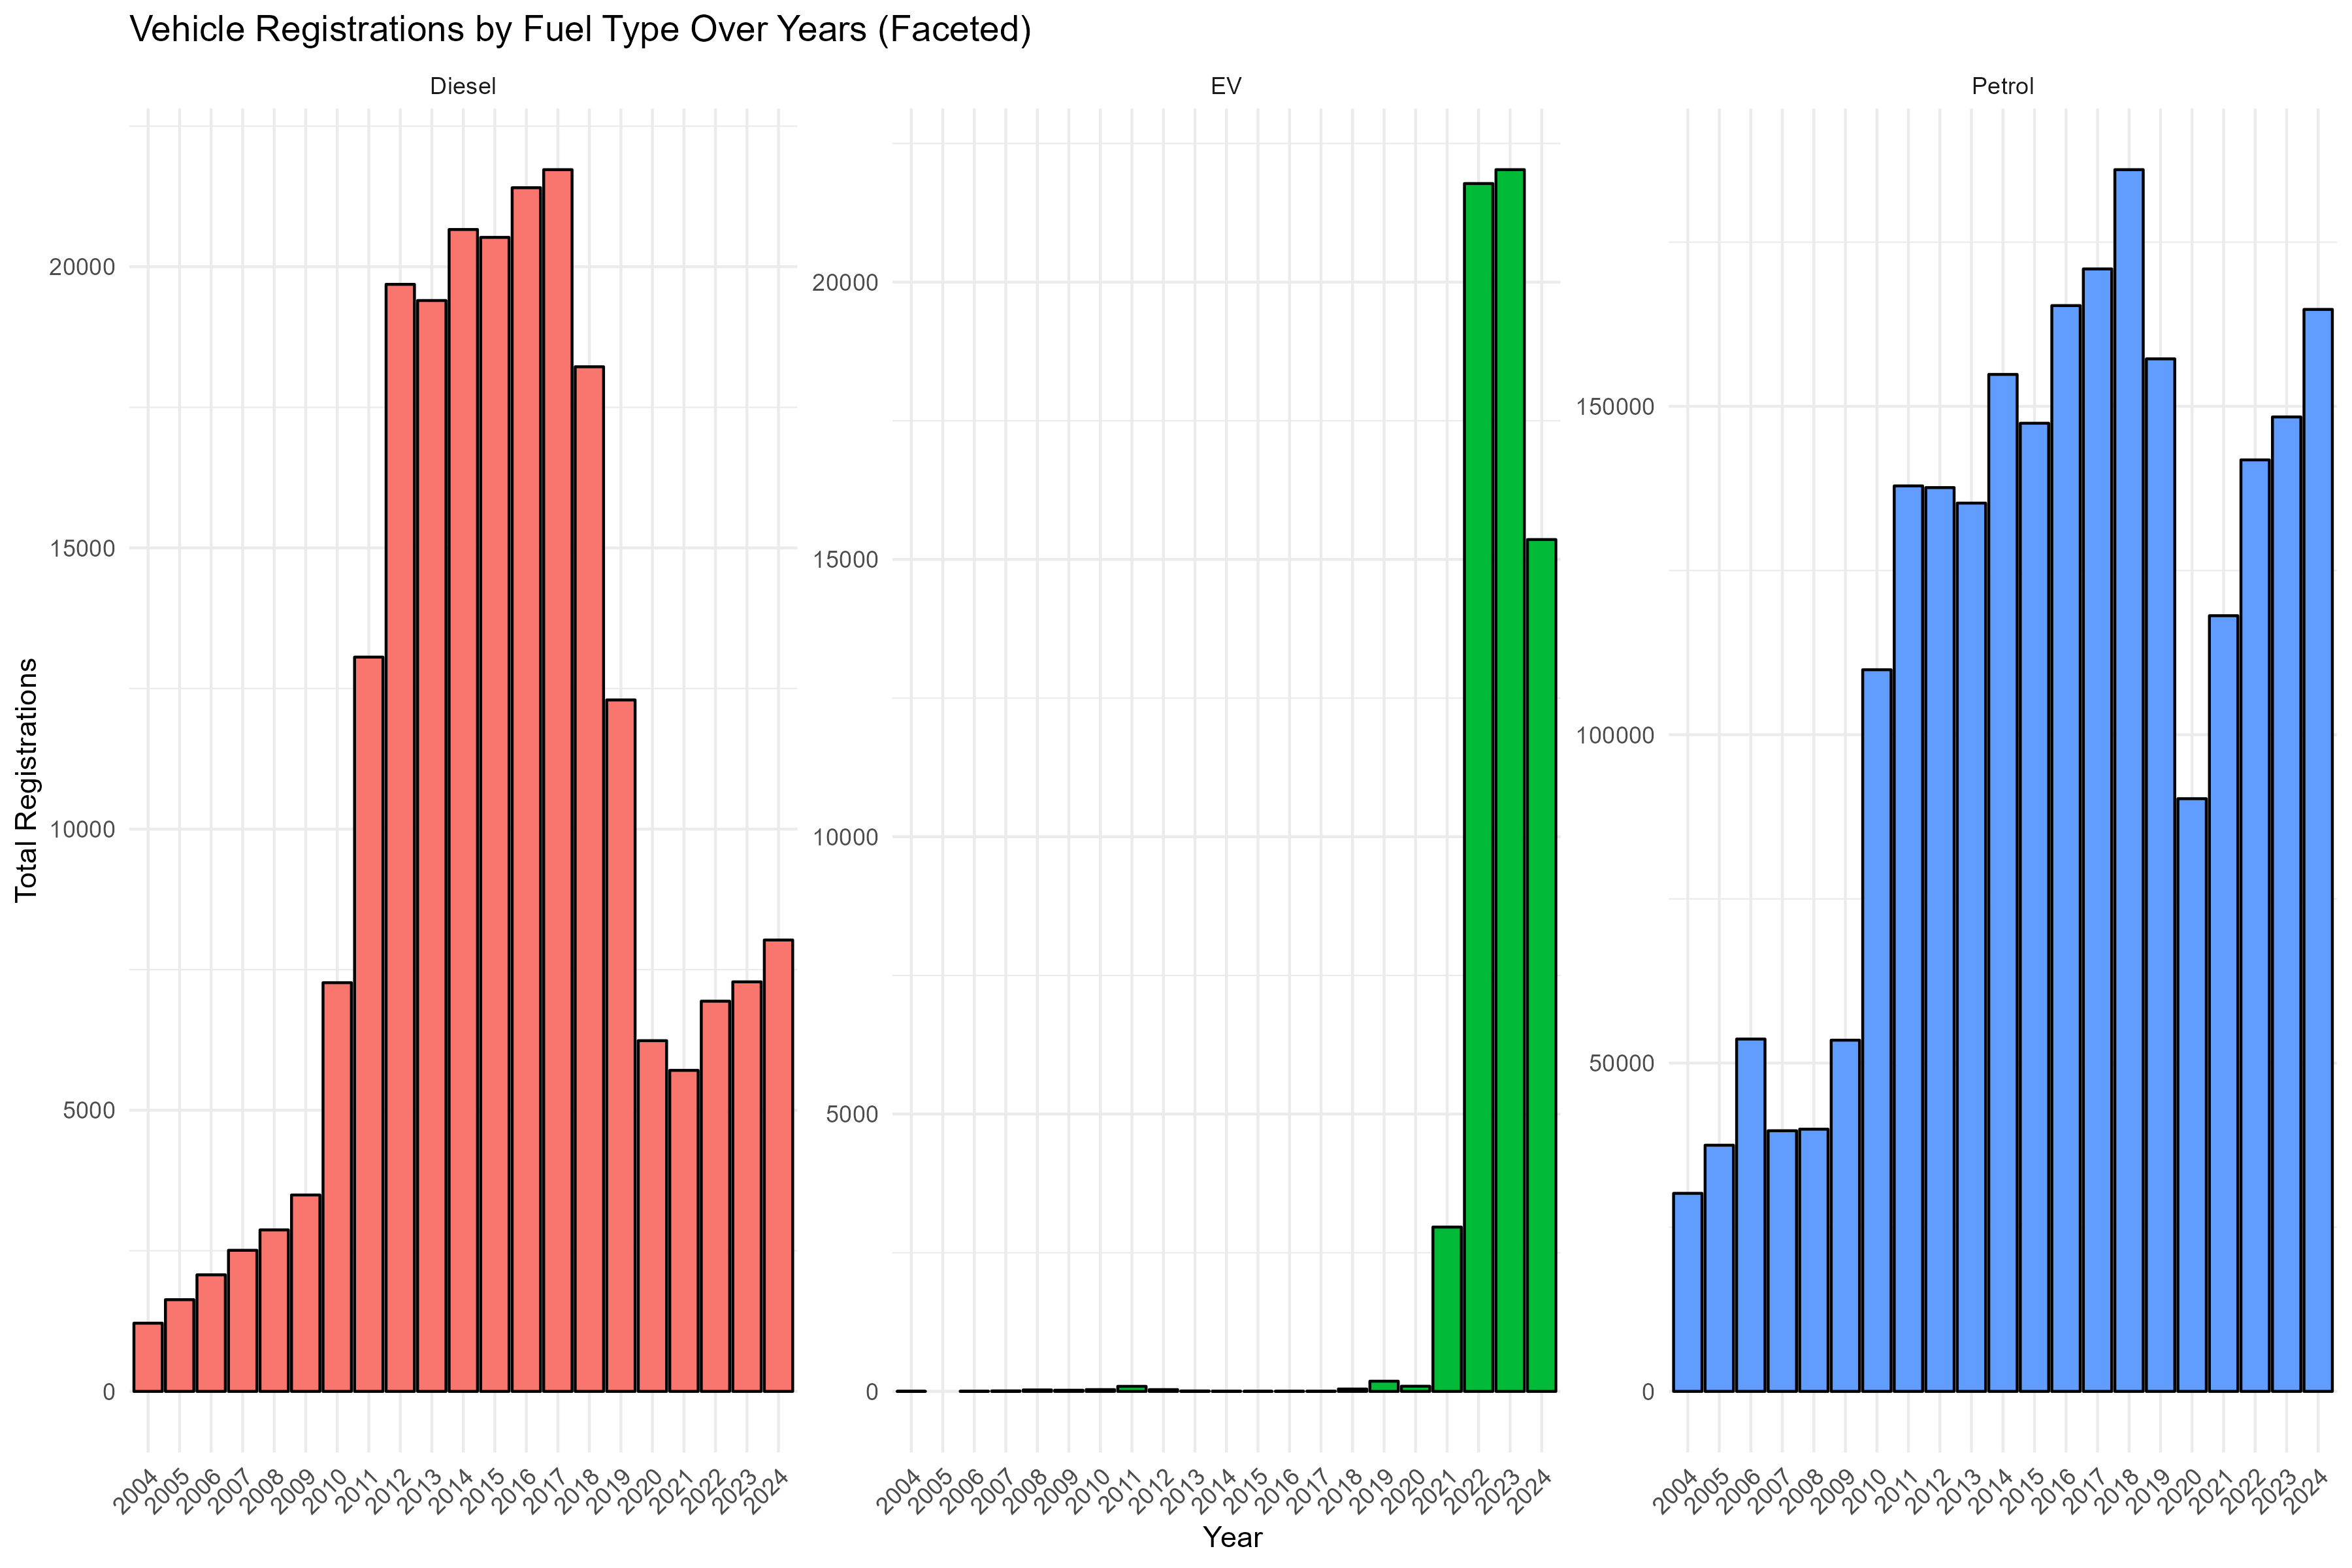 Vehicle Registrations by Fuel Type Over Years (Faceted)
Diesel
EV
Petrol
Total Registrations
20000
15000
10000
5000
0
20000
15000
10000
5000
0
150000
100000
50000
0
2004 2005 2006 2007 2008 2009 2010 2011 2012 2013 2014 2015 2016 2017 2018 2019 2020 2021 2022 2023 2024
2004 2005 2006 2007 2008 2009 2010 2011 2012 2013 2014 2015 2016 2017 2018 2019 2020 2021 2022 2023 2024
2004 2005 2006 2007 2008 2009 2010 2011 2012 2013 2014 2015 2016 2017 2018 2019 2020 2021 2022 2023 2024
Year